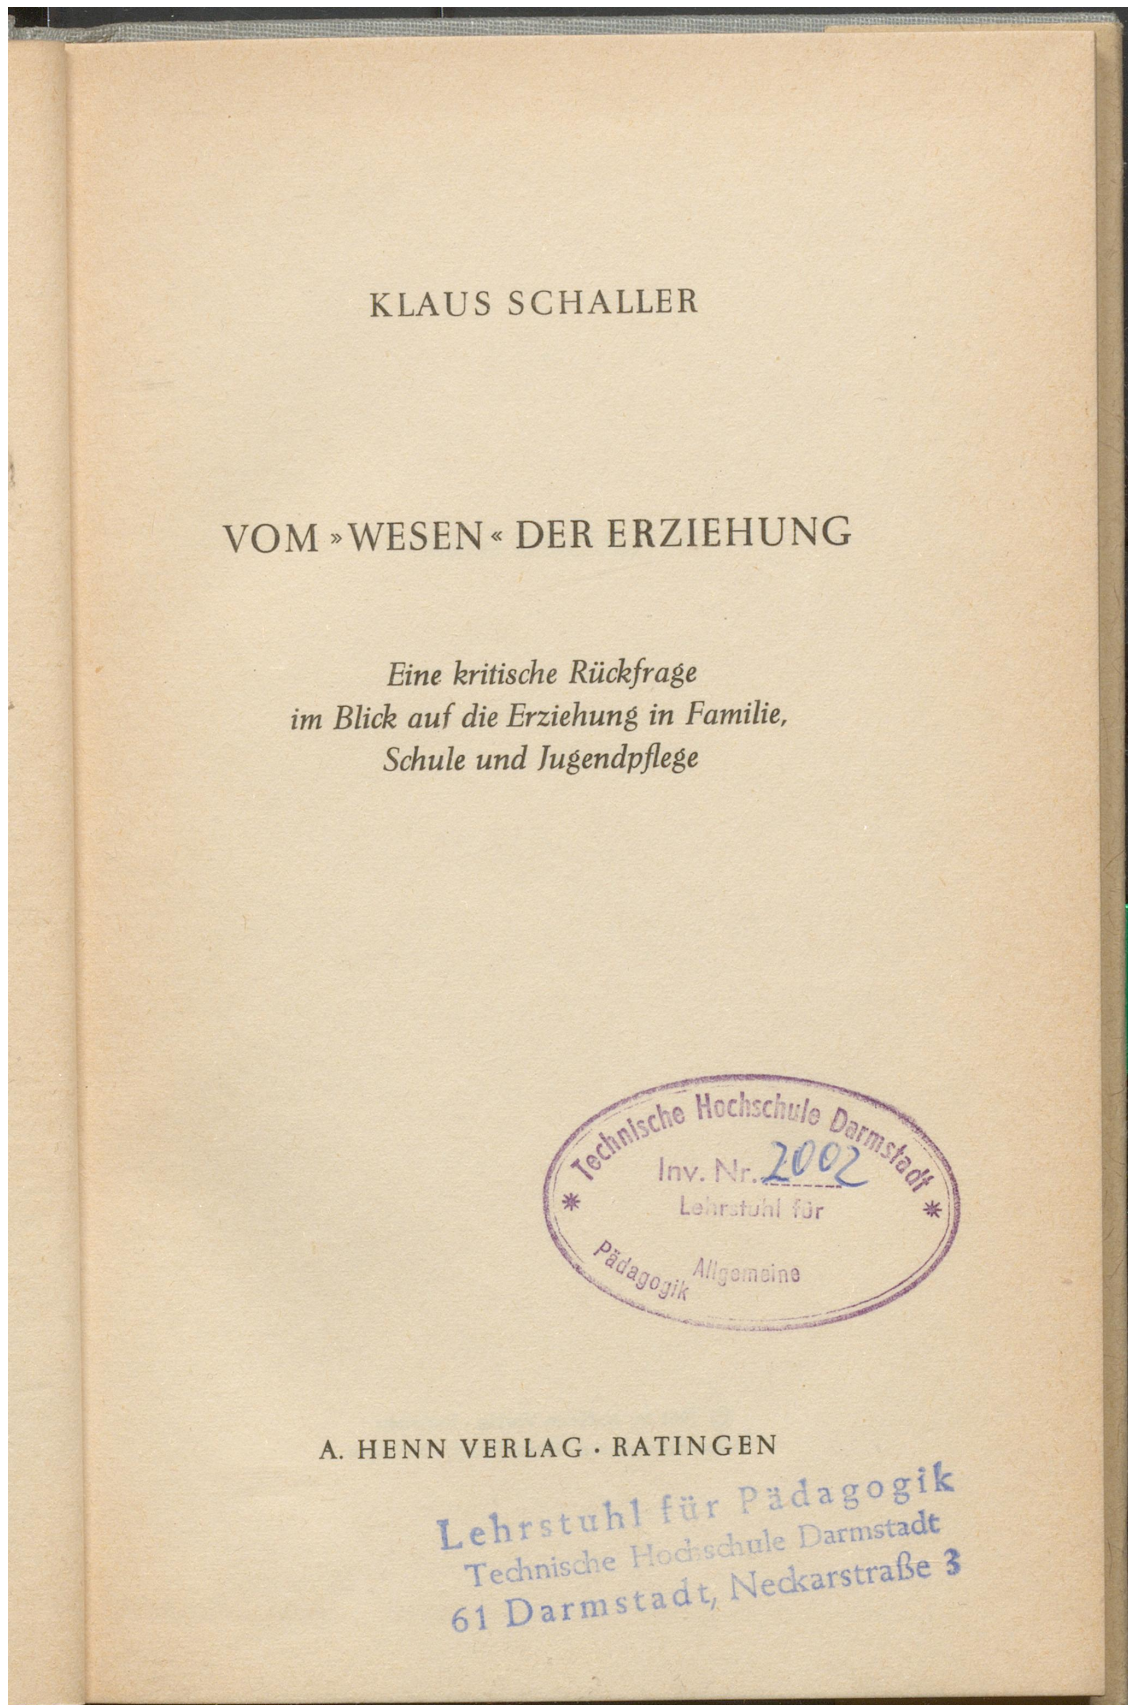 KLAUS SCHALLER
VOM »WESEN« DER ERZIEHUNG
Eine kritische Rückfrage
im Blick auf die Erziehung in Familie,
Schule und Jugendpflege
Technische Hochschule Darmstadt
Inv. Nr. 2002
Lehrstuhl für
Allgemeine
Pädagogik
A. HENN VERLAG · RATINGEN
Lehrstuhl für Pädagogik
Technische Hochschule Darmstadt
61 Darmstadt, Neckarstraße 3